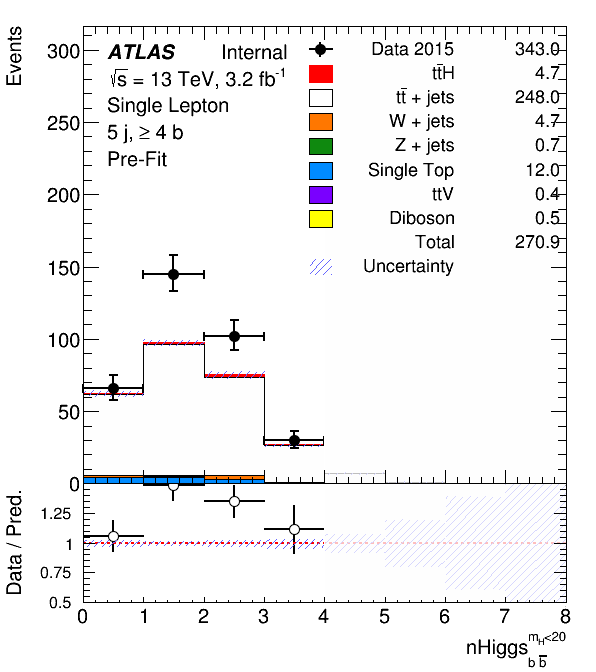 Events
300
250
200
150
100
50
0
ATLAS Internal
√s = 13 TeV, 3.2 fb⁻¹
Single Lepton
5 j, ≥ 4 b
Pre-Fit
Data 2015 343.0
tt̄H 4.7
tt̄ + jets 248.0
W + jets 4.7
Z + jets 0.7
Single Top 12.0
ttV 0.4
Diboson 0.5
Total 270.9
Uncertainty
Data / Pred.
1.25
1
0.75
0.5
0 1 2 3 4 5 6 7 8
nHiggs m_H<20 b b̄